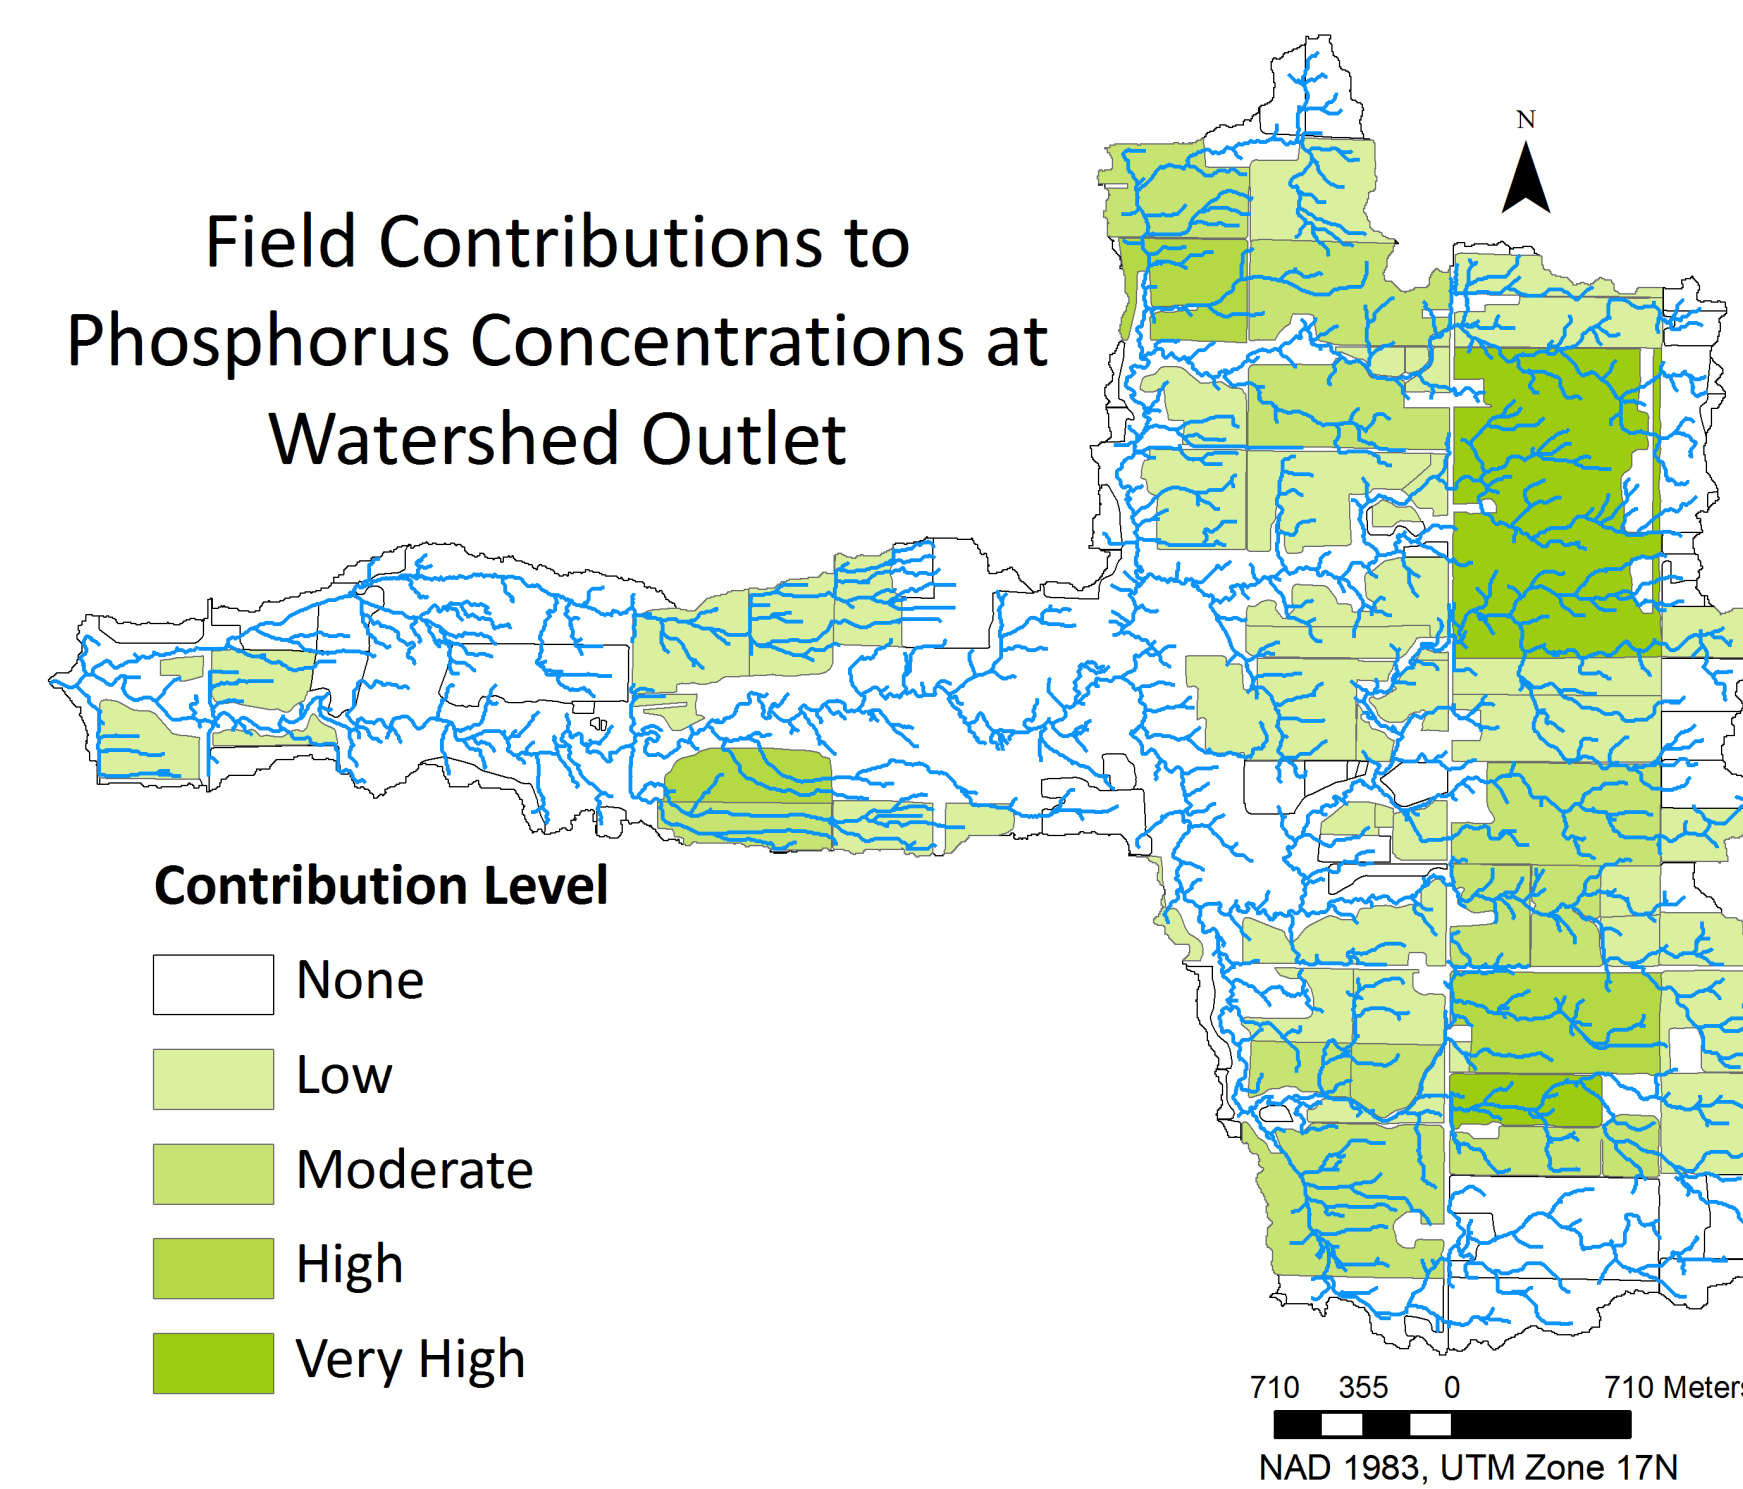 Field Contributions to
Phosphorus Concentrations at
Watershed Outlet
N
Contribution Level
None
Low
Moderate
High
Very High
710 355 0 710 Meters
NAD 1983, UTM Zone 17N